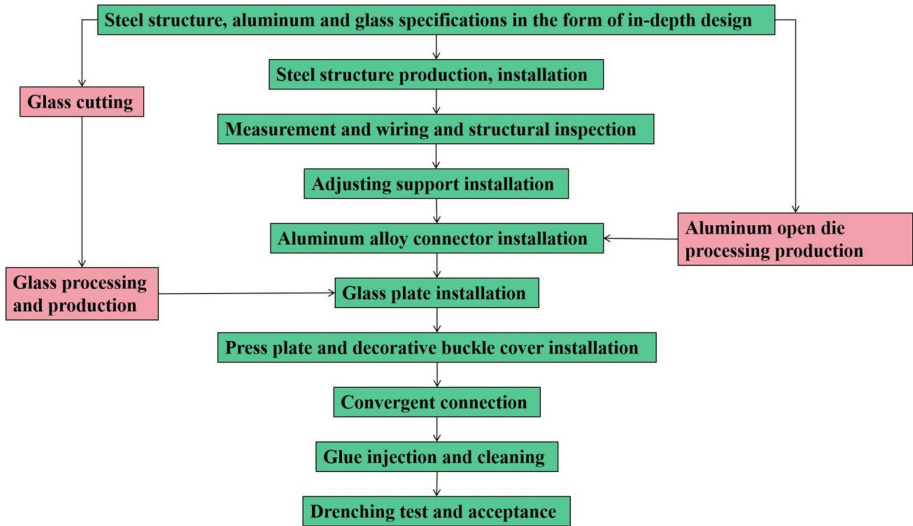 Steel structure, aluminum and glass specifications in the form of in-depth design
Steel structure production, installation
Glass cutting
Measurement and wiring and structural inspection
Adjusting support installation
Aluminum alloy connector installation
Aluminum open die
processing production
Glass processing
and production
Glass plate installation
Press plate and decorative buckle cover installation
Convergent connection
Glue injection and cleaning
Drenching test and acceptance